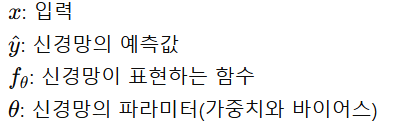 x: 입력
ŷ: 신경망의 예측값
f_θ: 신경망이 표현하는 함수
θ: 신경망의 파라미터(가중치와 바이어스)